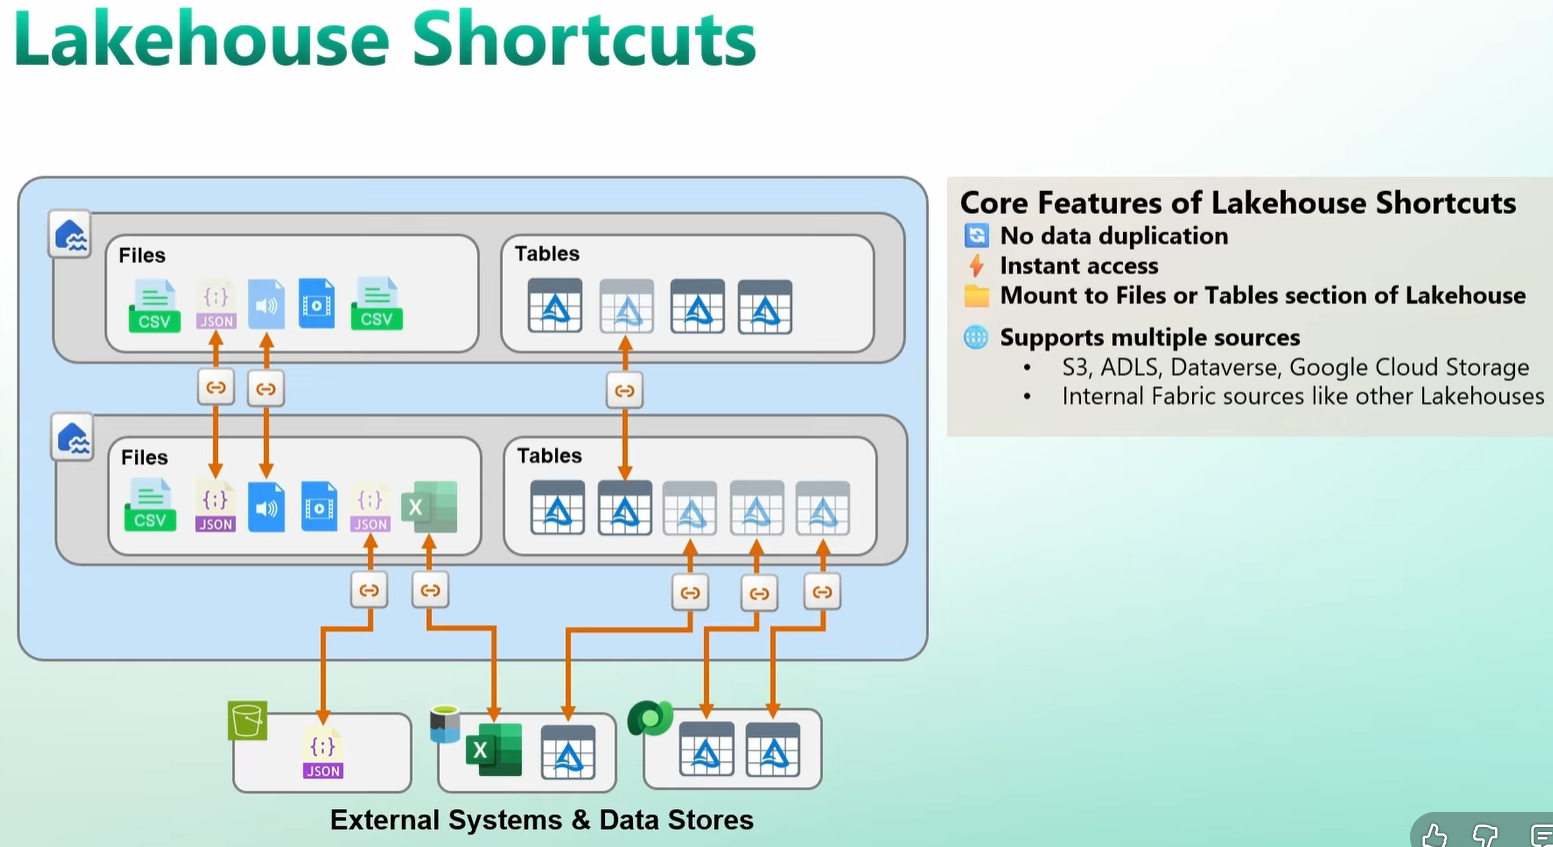 Lakehouse Shortcuts
Files
CSV
JSON
CSV
Tables
Files
CSV
JSON
JSON
X
Tables
JSON
X
External Systems & Data Stores
Core Features of Lakehouse Shortcuts
No data duplication
Instant access
Mount to Files or Tables section of Lakehouse
Supports multiple sources
• S3, ADLS, Dataverse, Google Cloud Storage
• Internal Fabric sources like other Lakehouses